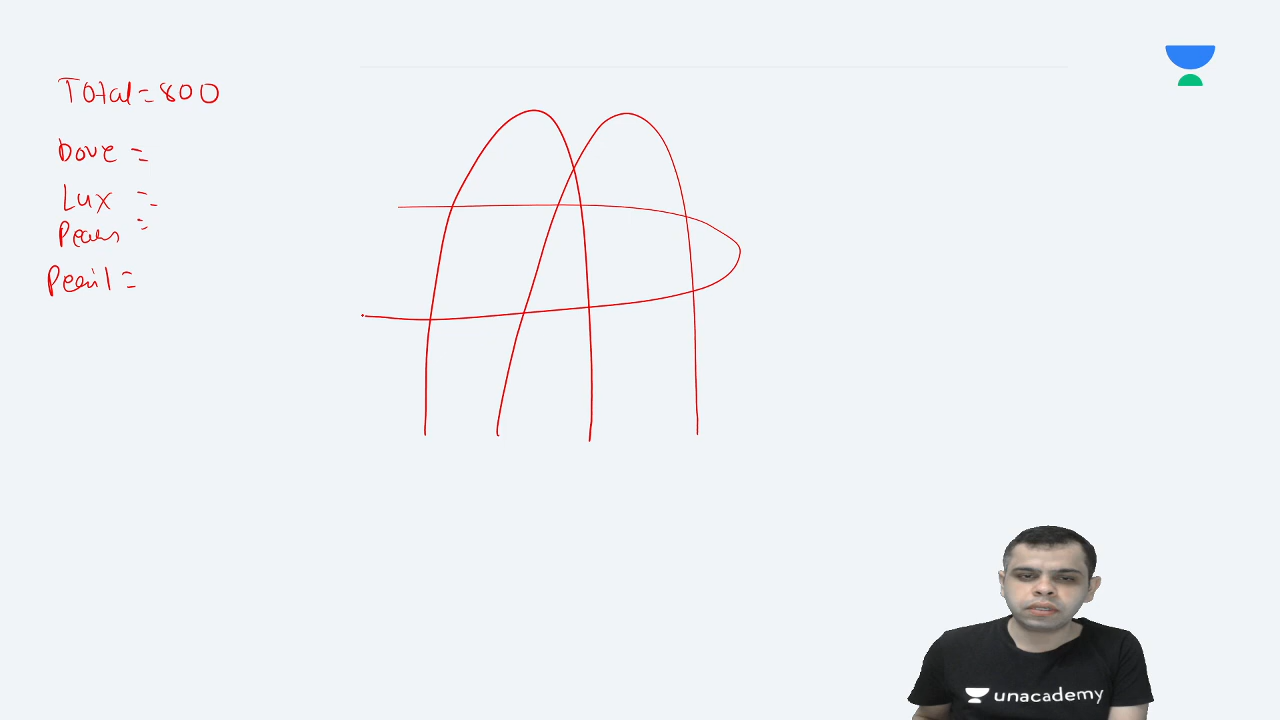 Total = 800
Dove =
Lux =
Pears =
Pearl =
unacademy